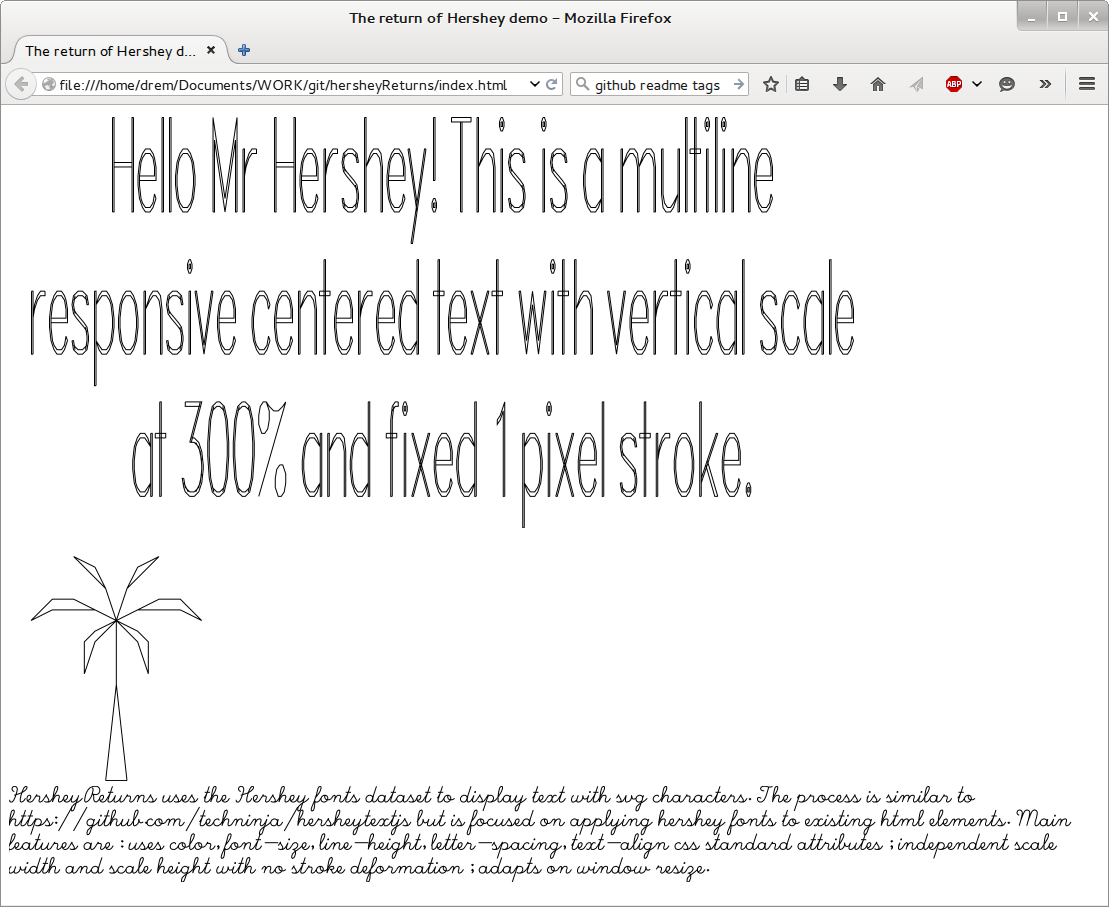 The return of Hershey demo – Mozilla Firefox
The return of Hershey d...
file:///home/drem/Documents/WORK/git/hersheyReturns/index.html
github readme tags
ABP
Hello Mr Hershey! This is a multiline
responsive centered text with vertical scale
at 300% and fixed 1 pixel stroke.
HersheyReturns uses the Hershey fonts dataset to display text with svg characters. The process is similar to
https://github.com/techninja/hersheytextjs but is focused on applying hershey fonts to existing html elements. Main
features are : uses color, font-size, line-height, letter-spacing, text-align css standard attributes ; independent scale
width and scale height with no stroke deformation ; adapts on window resize.